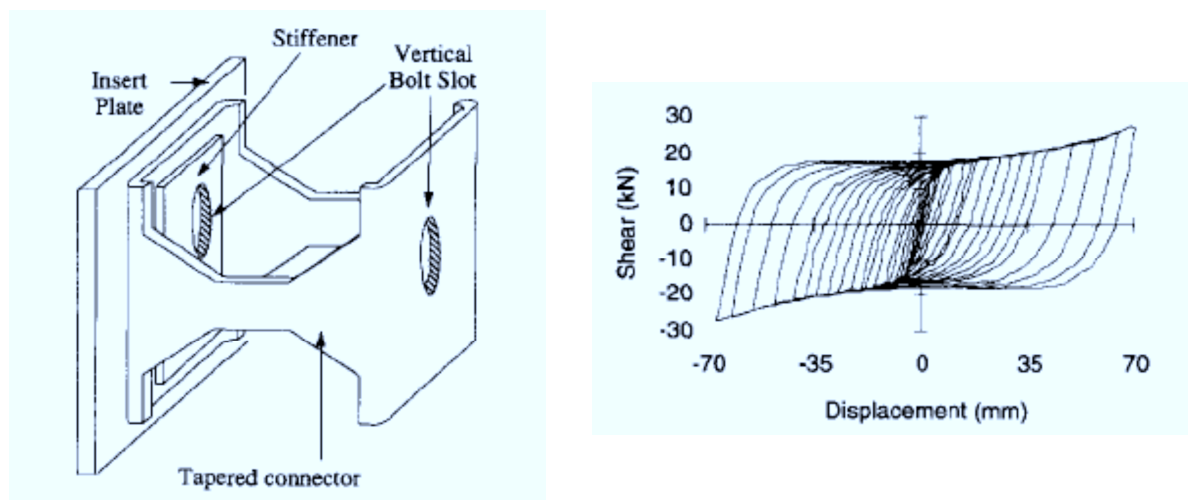 Stiffener
Insert
Plate
Vertical
Bolt Slot
Tapered connector
Shear (kN)
30
20
10
0
-10
-20
-30
-70 -35 0 35 70
Displacement (mm)